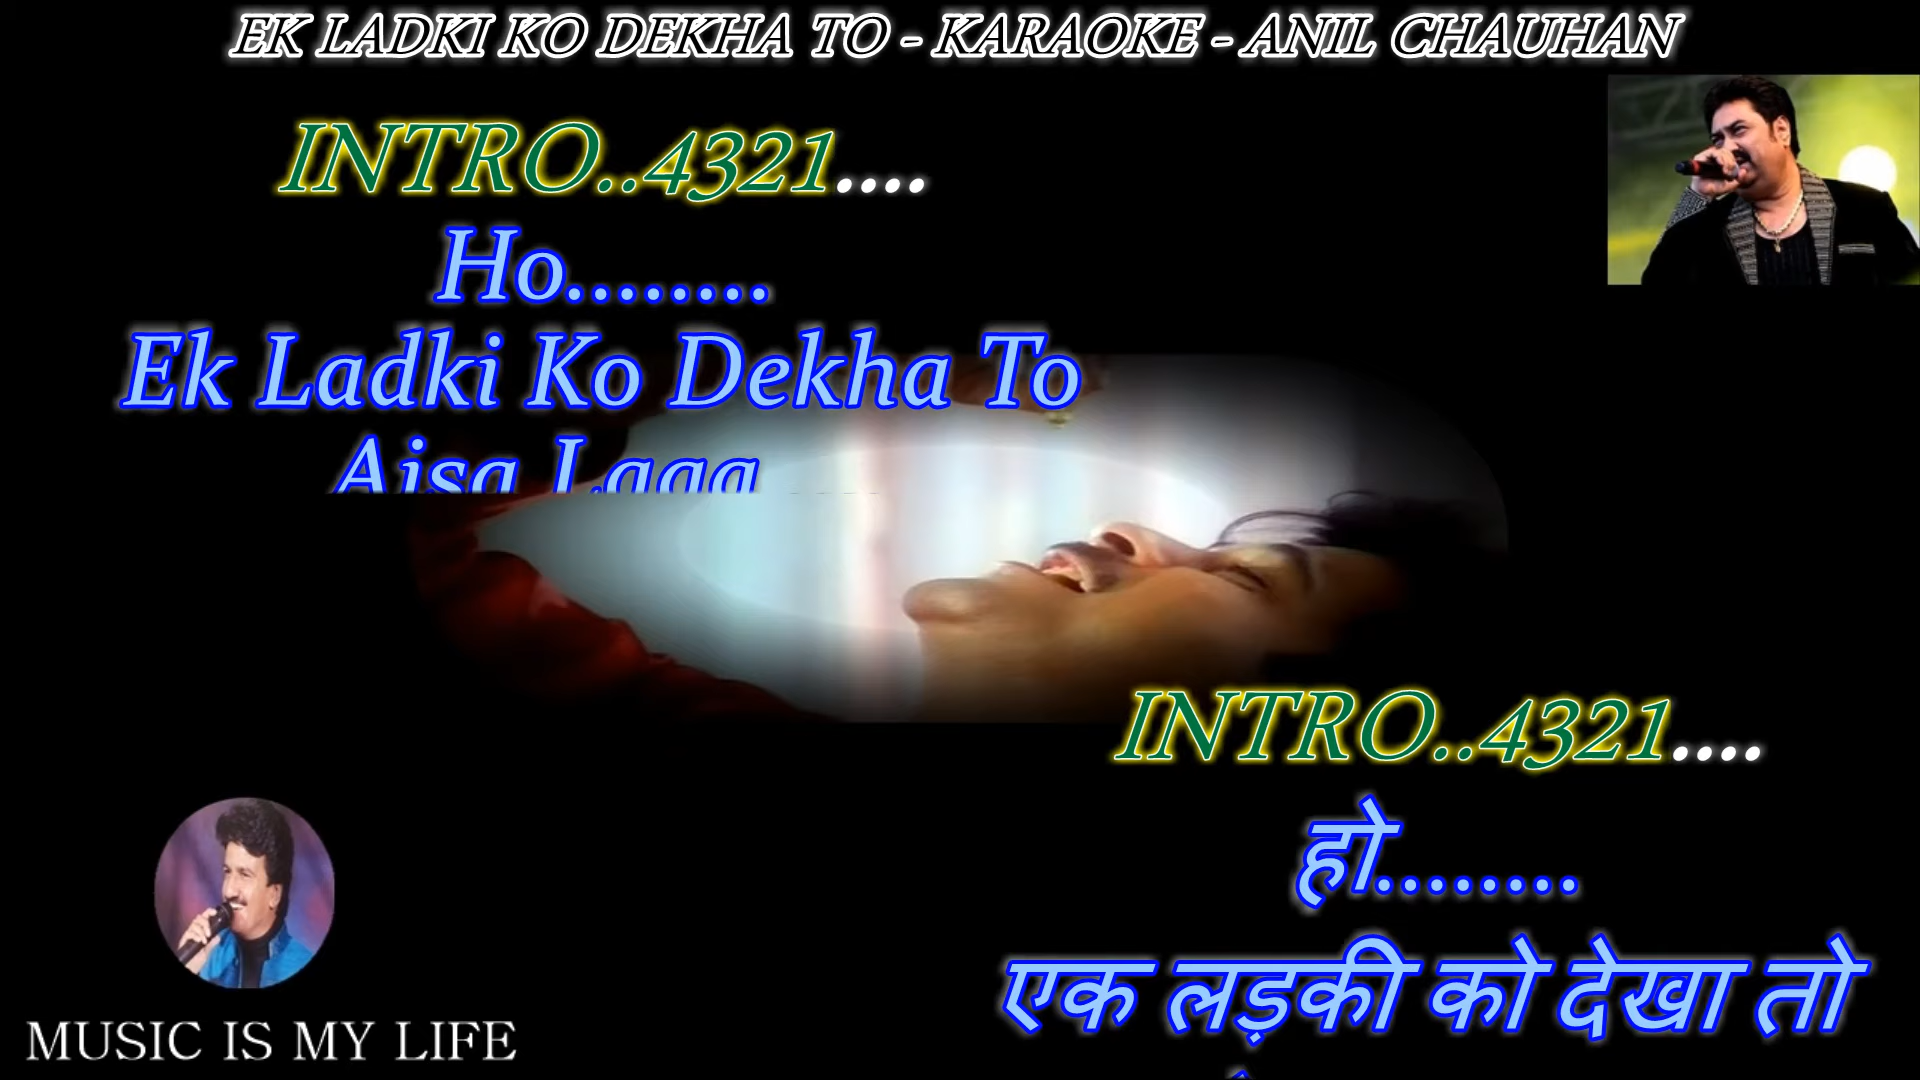 EK LADKI KO DEKHA TO - KARAOKE - ANIL CHAUHAN
INTRO..4321....
Ho........
Ek Ladki Ko Dekha To
Aisa Laga
INTRO..4321....
हो........
एक लड़की को देखा तो
MUSIC IS MY LIFE